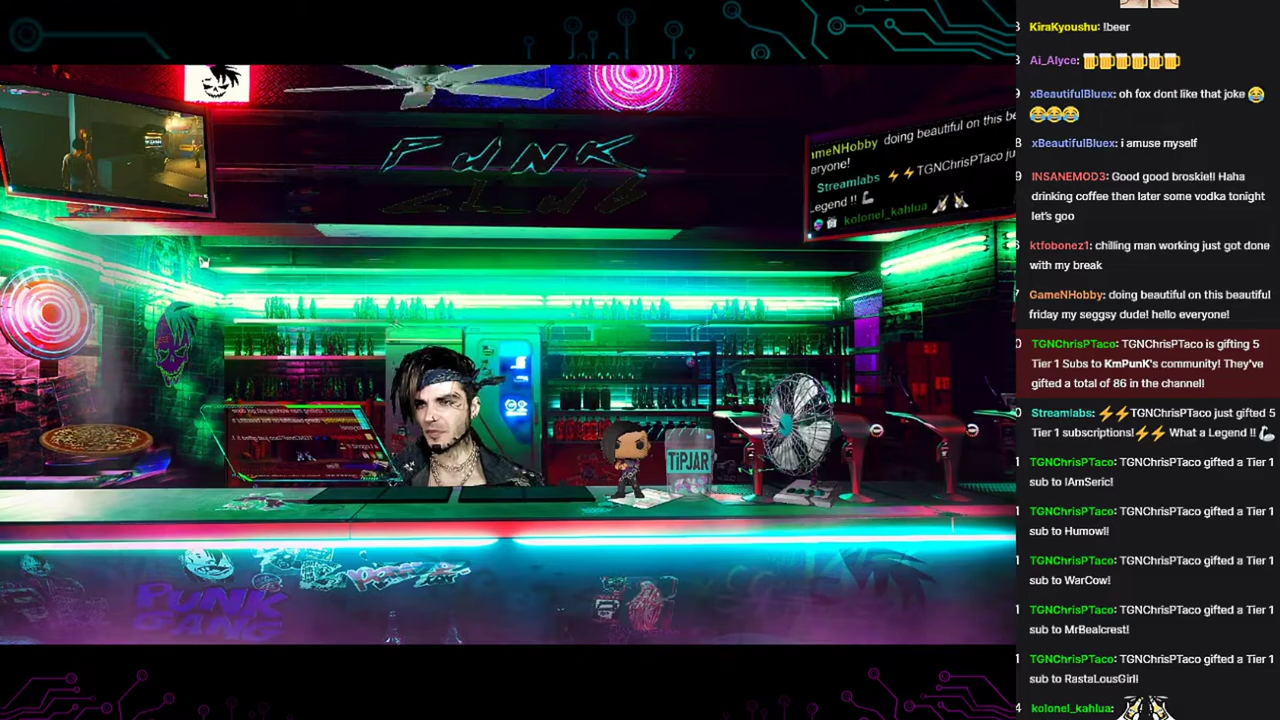 PUNK
CLUB
ameNHobby doing beautiful on this be
eryone!
Streamlabs ⚡⚡TGNChrisPTaco ju
Legend !! 💪
kolonel_kahlua
TiPJAR
PUNK
GANG
KiraKyoushu: !beer
Ai_Alyce: 🍺🍺🍺🍺🍺🍺
xBeautifulBluex: oh fox dont like that joke 😂
😂😂😂
xBeautifulBluex: i amuse myself
INSANEMOD3: Good good broskie!! Haha
drinking coffee then later some vodka tonight
let's goo
ktfobonez1: chilling man working just got done
with my break
GameNHobby: doing beautiful on this beautiful
friday my seggsy dude! hello everyone!
TGNChrisPTaco: TGNChrisPTaco is gifting 5
Tier 1 Subs to KmPunK's community! They've
gifted a total of 86 in the channel!
Streamlabs: ⚡⚡TGNChrisPTaco just gifted 5
Tier 1 subscriptions!⚡⚡ What a Legend !! 💪
TGNChrisPTaco: TGNChrisPTaco gifted a Tier 1
sub to IAmSeric!
TGNChrisPTaco: TGNChrisPTaco gifted a Tier 1
sub to Humowl!
TGNChrisPTaco: TGNChrisPTaco gifted a Tier 1
sub to WarCow!
TGNChrisPTaco: TGNChrisPTaco gifted a Tier 1
sub to MrBealcrest!
TGNChrisPTaco: TGNChrisPTaco gifted a Tier 1
sub to RastaLousGirl!
kolonel_kahlua: